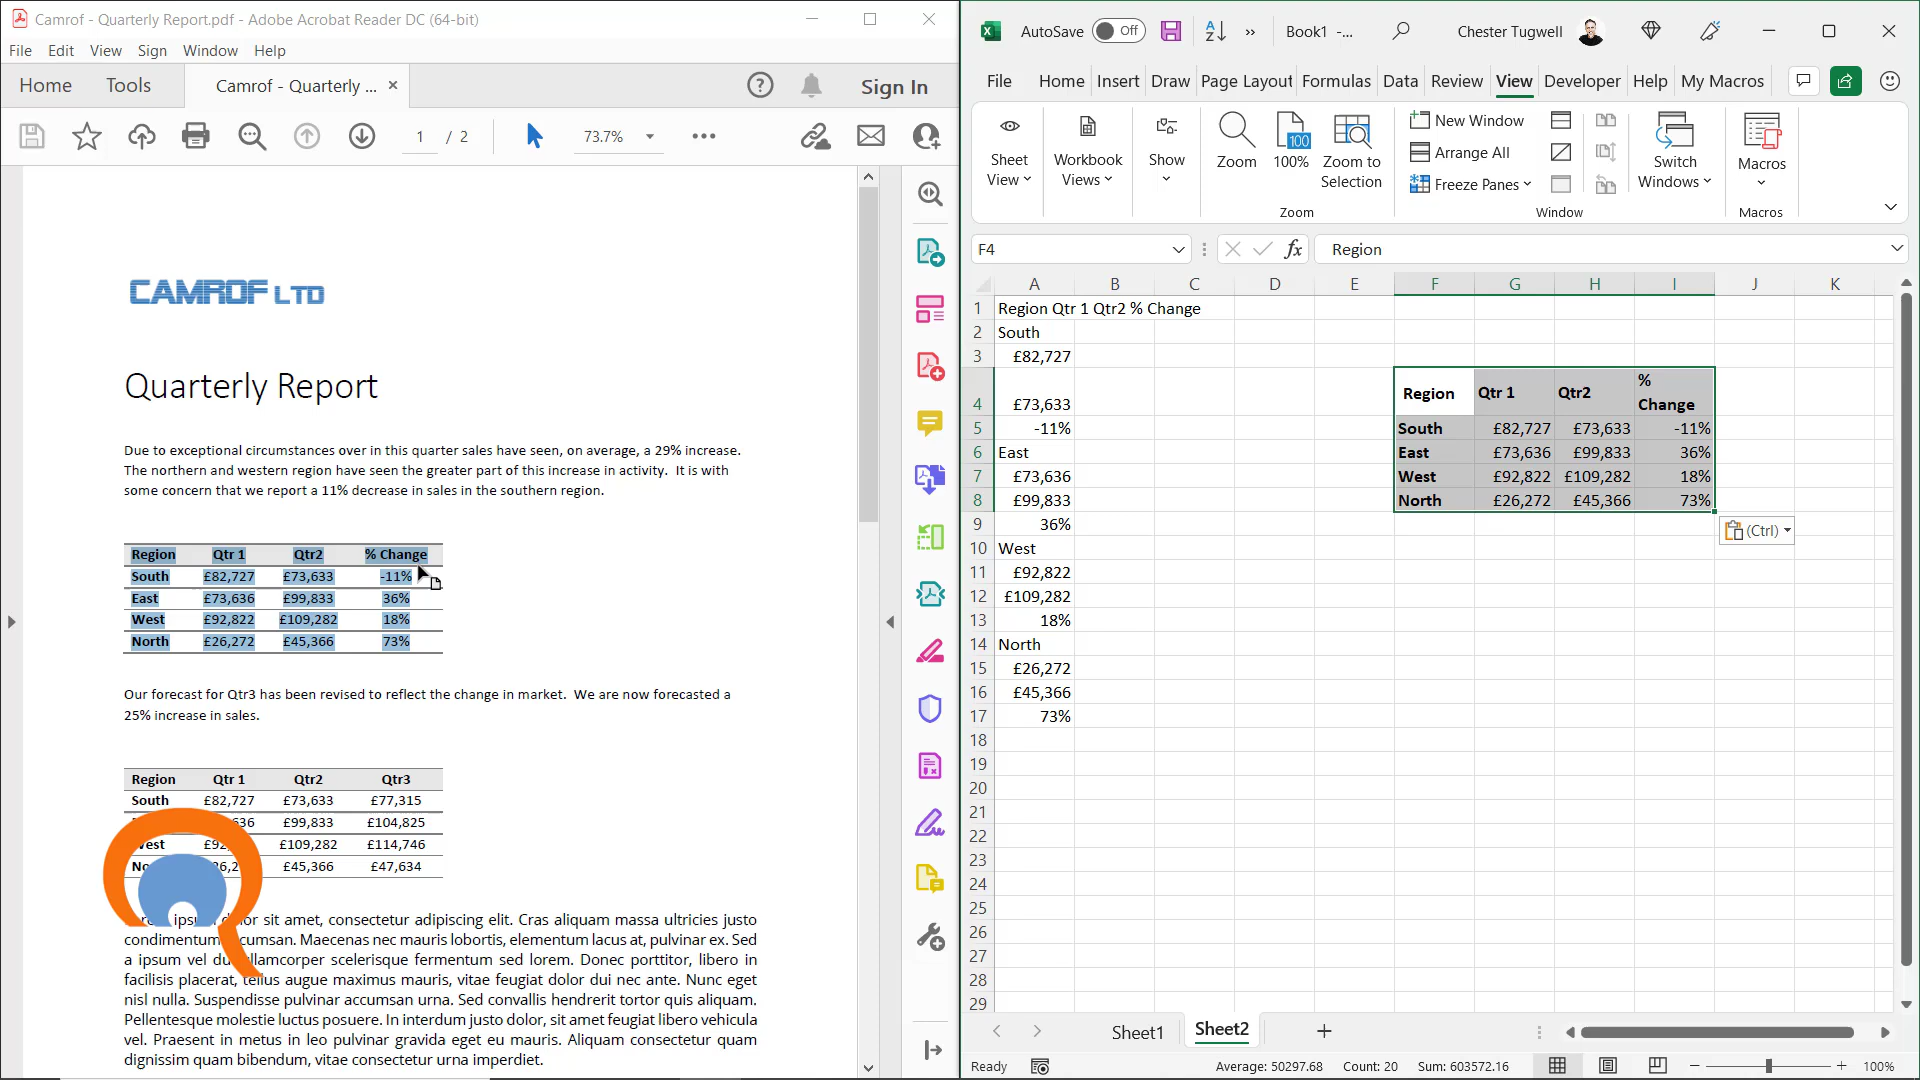 Camrof - Quarterly Report.pdf - Adobe Acrobat Reader DC (64-bit)
File Edit View Sign Window Help
Home Tools Camrof - Quarterly ... × Sign In
1 / 2 73.7%
CAMROF LTD
Quarterly Report
Due to exceptional circumstances over in this quarter sales have seen, on average, a 29% increase.
The northern and western region have seen the greater part of this increase in activity. It is with
some concern that we report a 11% decrease in sales in the southern region.
Region Qtr 1 Qtr2 % Change
South £82,727 £73,633 -11%
East £73,636 £99,833 36%
West £92,822 £109,282 18%
North £26,272 £45,366 73%
Our forecast for Qtr3 has been revised to reflect the change in market. We are now forecasted a
25% increase in sales.
Region Qtr 1 Qtr2 Qtr3
South £82,727 £73,633 £77,315
£99,833 £104,825
£109,282 £114,746
£45,366 £47,634
sit amet, consectetur adipiscing elit. Cras aliquam massa ultricies justo
condimentum Maecenas nec mauris lobortis, elementum lacus at, pulvinar ex. Sed
a ipsum vel scelerisque fermentum sed lorem. Donec porttitor, libero in
facilisis placerat, tellus augue maximus mauris, vitae feugiat dolor dui nec ante. Nunc eget
nisl nulla. Suspendisse pulvinar accumsan urna. Sed convallis hendrerit tortor quis aliquam.
Pellentesque molestie luctus posuere. In interdum justo dolor, sit amet feugiat libero vehicula
vel. Praesent in metus in leo pulvinar gravida eget eu mauris. Aliquam consectetur quam
dignissim quam bibendum, vitae consectetur urna imperdiet.
AutoSave Off Book1 -... Chester Tugwell
File Home Insert Draw Page Layout Formulas Data Review View Developer Help My Macros
Sheet View
Workbook Views
Show
Zoom
100
100%
Zoom to Selection
New Window
Arrange All
Freeze Panes
Switch Windows
Macros
Zoom Window Macros
F4 fx Region
A B C D E F G H I J K
1 Region Qtr 1 Qtr2 % Change
2 South
3 £82,727
4 £73,633 Region Qtr 1 Qtr2 % Change
5 -11% South £82,727 £73,633 -11%
6 East East £73,636 £99,833 36%
7 £73,636 West £92,822 £109,282 18%
8 £99,833 North £26,272 £45,366 73%
9 36% (Ctrl)
10 West
11 £92,822
12 £109,282
13 18%
14 North
15 £26,272
16 £45,366
17 73%
18
19
20
21
22
23
24
25
26
27
28
29
Sheet1 Sheet2
Ready Average: 50297.68 Count: 20 Sum: 603572.16 100%